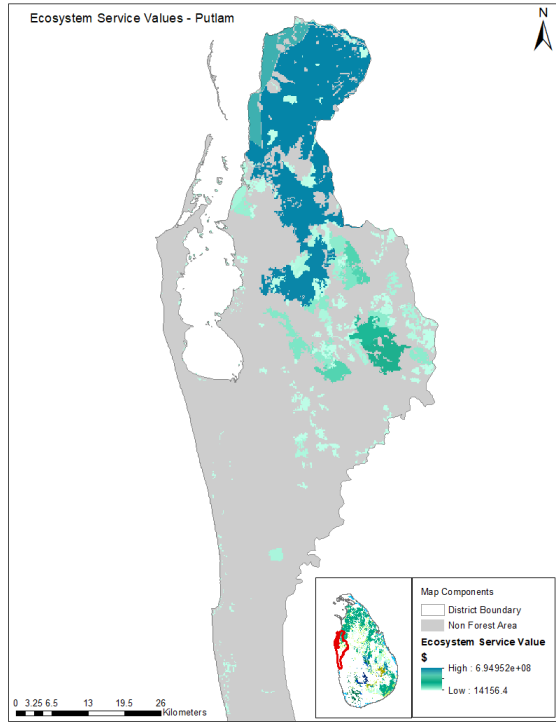 Ecosystem Service Values - Putlam
N
Map Components
District Boundary
Non Forest Area
Ecosystem Service Value
$
High : 6.94952e+08
Low : 14156.4
0 3.25 6.5 13 19.5 26
Kilometers